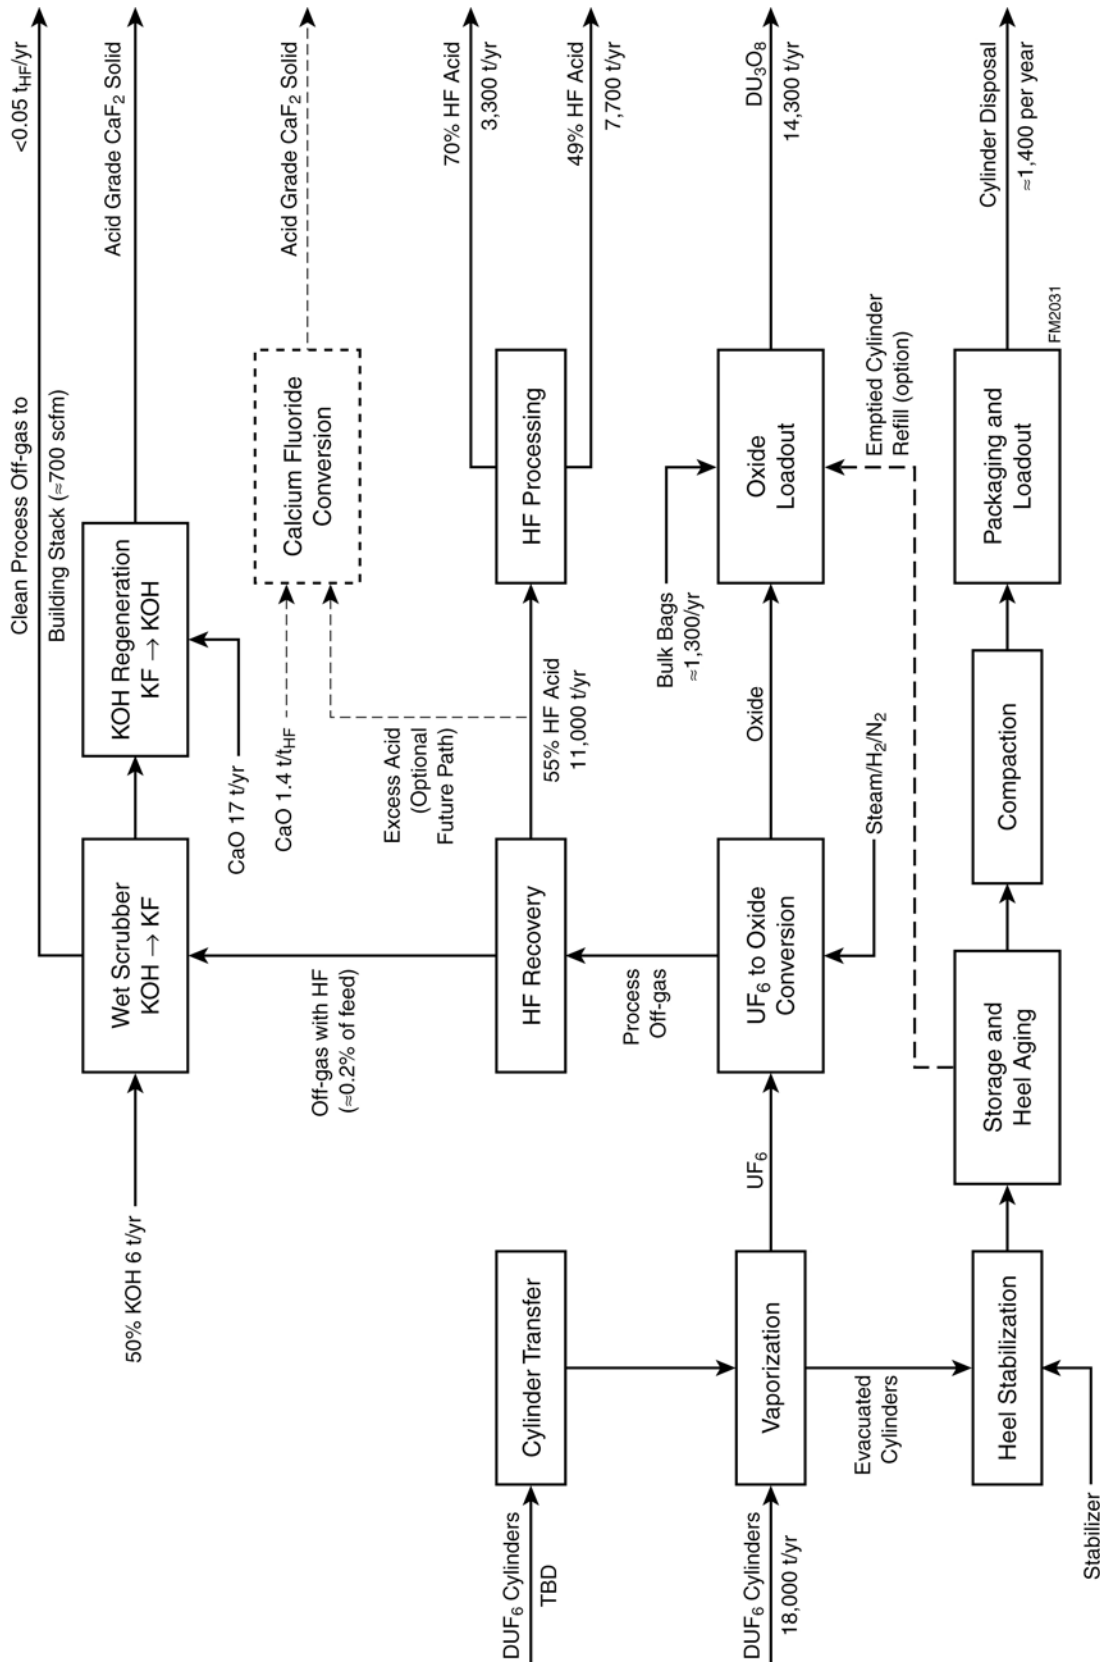 Clean Process Off-gas to
Building Stack (≈700 scfm)
<0.05 t_HF/yr
50% KOH 6 t/yr
Wet Scrubber
KOH → KF
KOH Regeneration
KF → KOH
Acid Grade CaF₂ Solid
CaO 17 t/yr
CaO 1.4 t/t_HF
Calcium Fluoride
Conversion
Acid Grade CaF₂ Solid
Off-gas with HF
(≈0.2% of feed)
Excess Acid
(Optional
Future Path)
DUF₆ Cylinders
TBD
Cylinder Transfer
HF Recovery
55% HF Acid
11,000 t/yr
HF Processing
70% HF Acid
3,300 t/yr
49% HF Acid
7,700 t/yr
Process
Off-gas
Bulk Bags
≈1,300/yr
DUF₆ Cylinders
18,000 t/yr
Vaporization
UF₆
UF₆ to Oxide
Conversion
Oxide
Oxide
Loadout
DU₃O₈
14,300 t/yr
Steam/H₂/N₂
Evacuated
Cylinders
Emptied Cylinder
Refill (option)
Heel Stabilization
Storage and
Heel Aging
Compaction
Packaging and
Loadout
Cylinder Disposal
≈1,400 per year
Stabilizer
FM2031